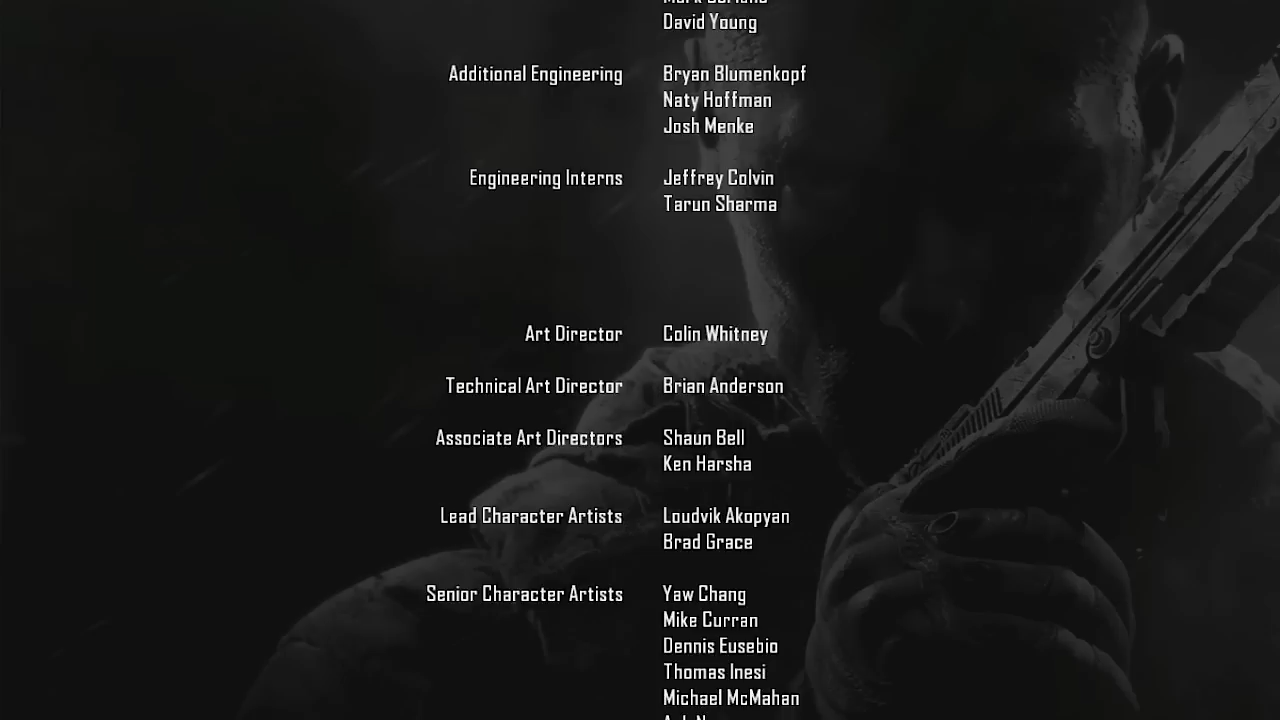 David Young
Additional Engineering Bryan Blumenkopf
Naty Hoffman
Josh Menke
Engineering Interns Jeffrey Colvin
Tarun Sharma
Art Director Colin Whitney
Technical Art Director Brian Anderson
Associate Art Directors Shaun Bell
Ken Harsha
Lead Character Artists Loudvik Akopyan
Brad Grace
Senior Character Artists Yaw Chang
Mike Curran
Dennis Eusebio
Thomas Inesi
Michael McMahan